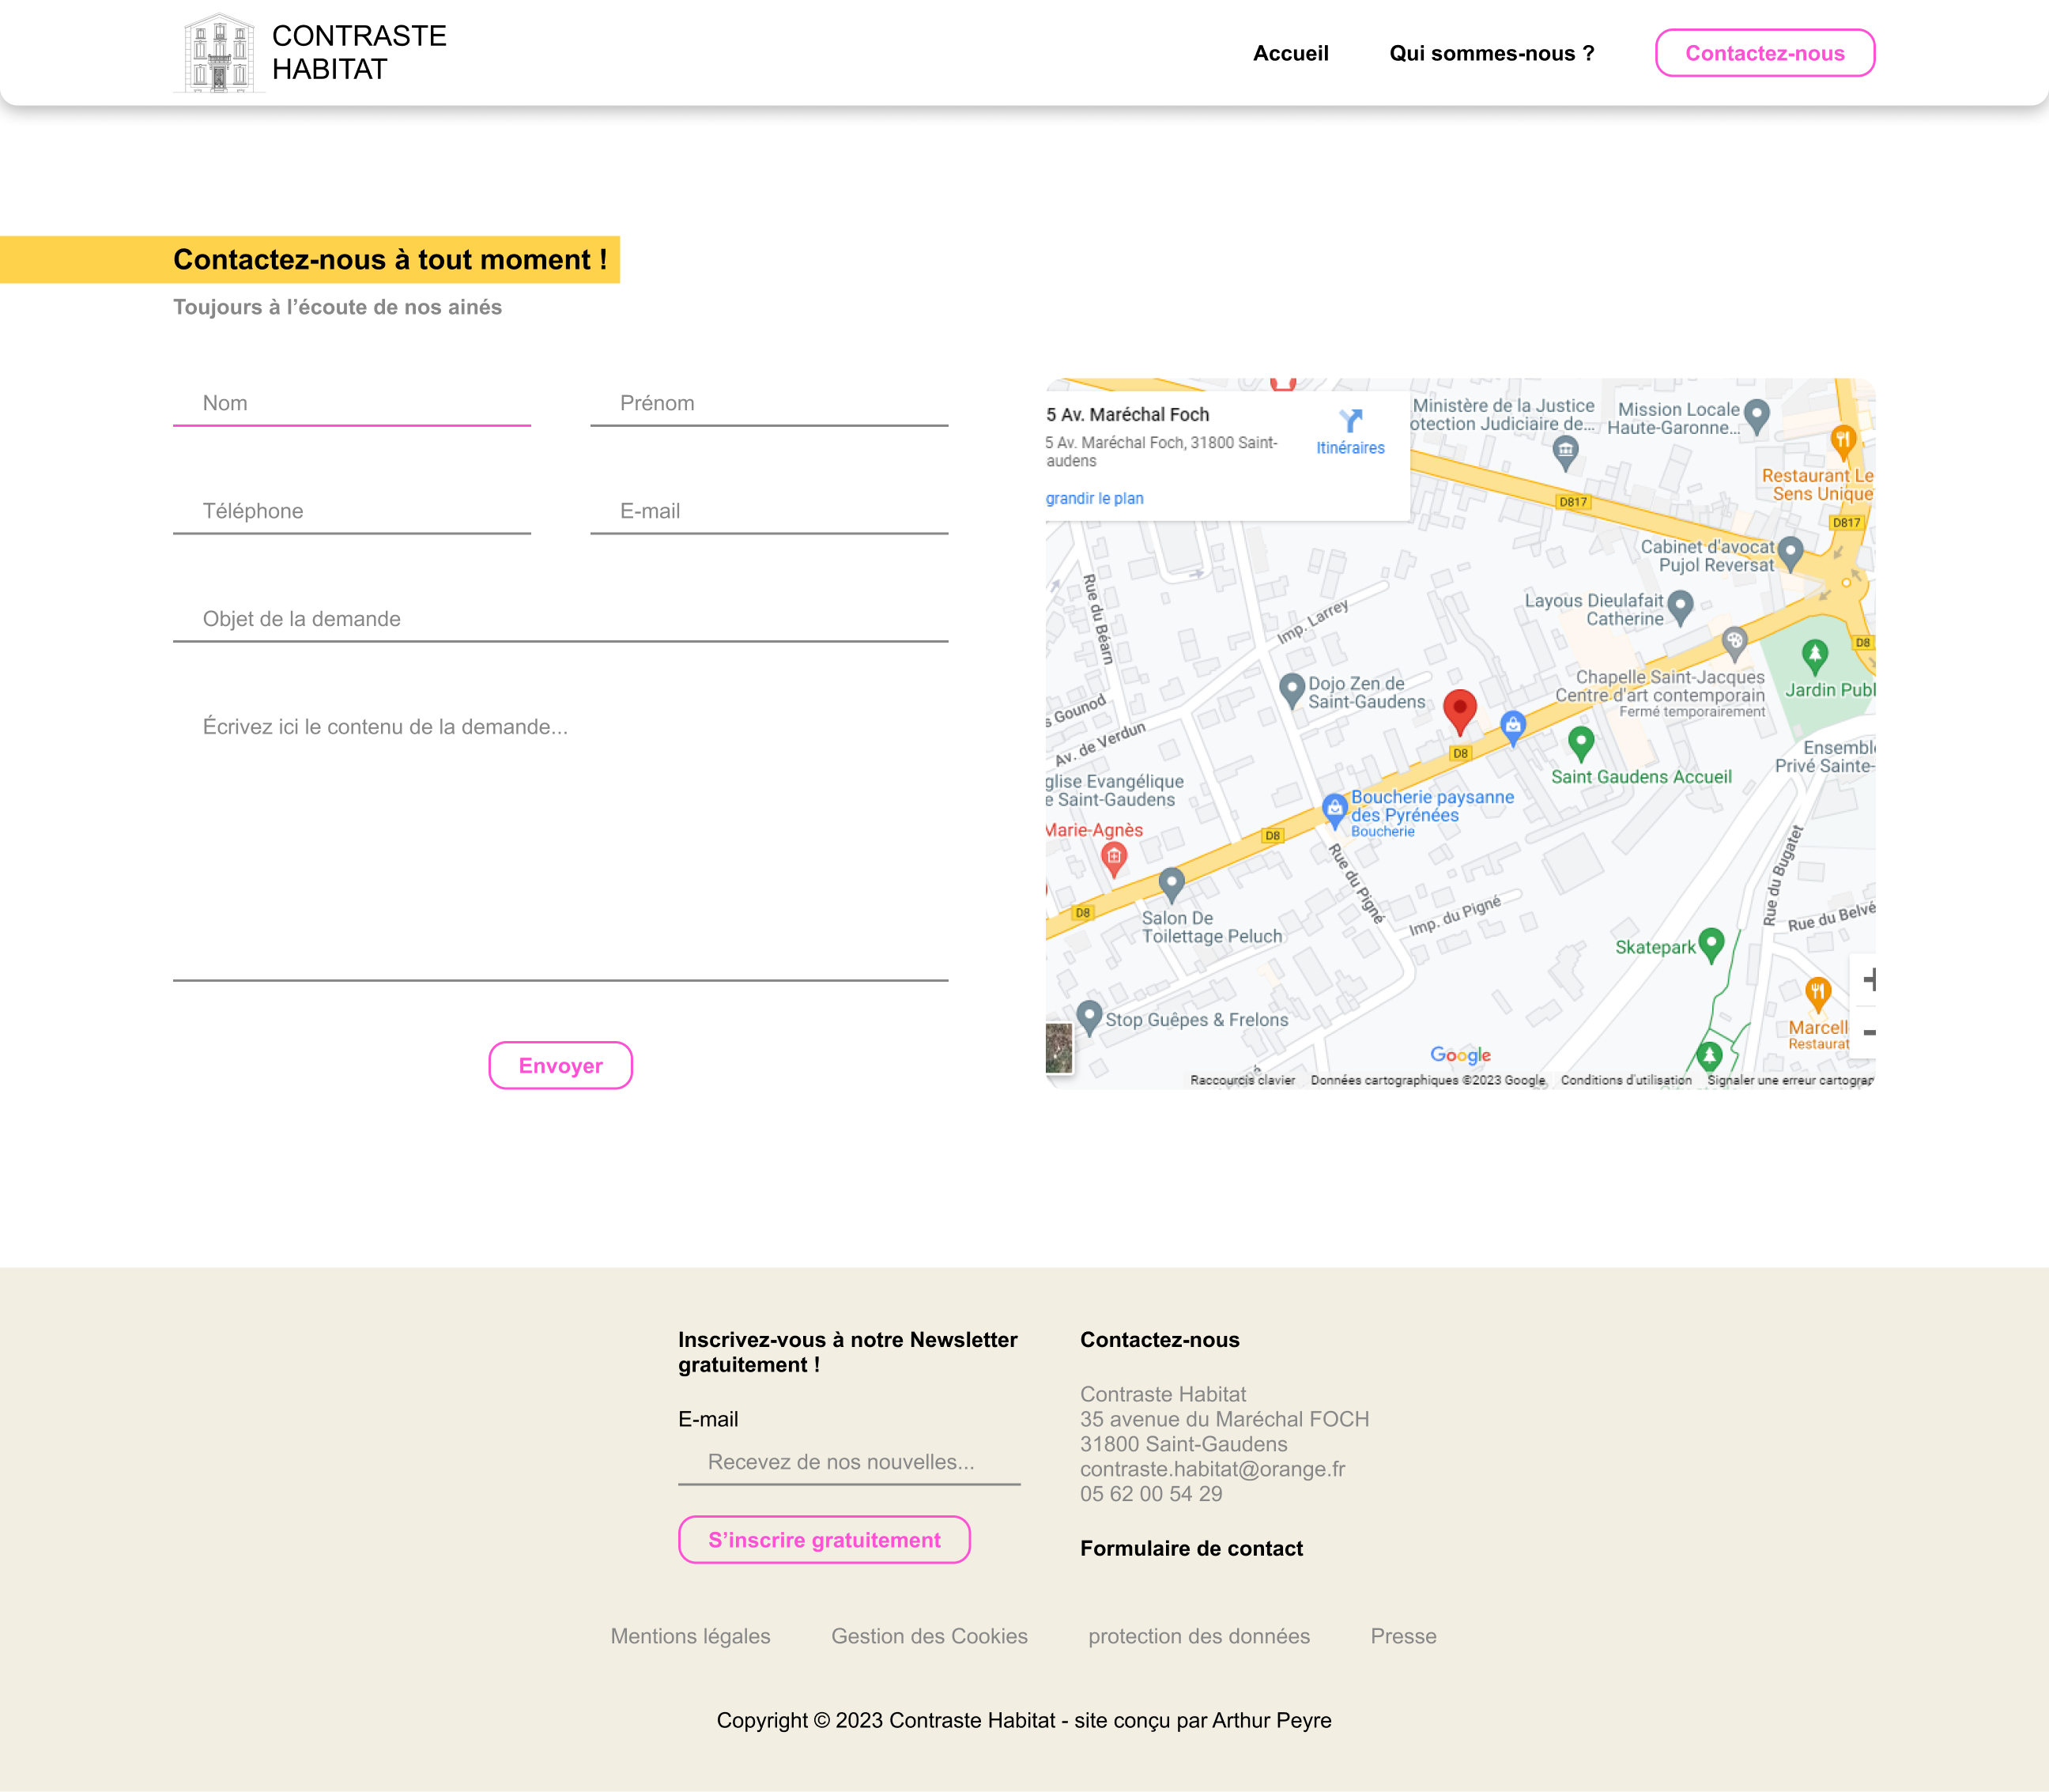 CONTRASTE
HABITAT
Accueil
Qui sommes-nous ?
Contactez-nous
Contactez-nous à tout moment !
Toujours à l’écoute de nos ainés
Nom
Prénom
Téléphone
E-mail
Objet de la demande
Écrivez ici le contenu de la demande...
Envoyer
5 Av. Maréchal Foch
5 Av. Maréchal Foch, 31800 Saint-
audens
grandir le plan
Itinéraires
Ministère de la Justice
otection Judiciaire de...
Mission Locale
Haute-Garonne...
Restaurant Le
Sens Unique
D817
D817
Cabinet d'avocat
Pujol Reversat
Layous Dieulafait
Catherine
Rue du Béarn
Imp. Larrey
D8
Chapelle Saint-Jacques
Centre d'art contemporain
Fermé temporairement
Jardin Publ
Dojo Zen de
Saint-Gaudens
s Gounod
Av. de Verdun
D8
Saint Gaudens Accueil
Ensembl
Privé Sainte-
glise Evangélique
e Saint-Gaudens
Boucherie paysanne
des Pyrénées
Boucherie
Marie-Agnès
D8
Rue du Pigné
Rue du Bugatet
D8
Salon De
Toilettage Peluch
Imp. du Pigné
Rue du Belvé
Skatepark
Stop Guêpes & Frelons
Marcell
Restaurat
Google
Raccourcis clavier
Données cartographiques ©2023 Google
Conditions d'utilisation
Signaler une erreur cartograp
Inscrivez-vous à notre Newsletter
gratuitement !
E-mail
Recevez de nos nouvelles...
S’inscrire gratuitement
Contactez-nous
Contraste Habitat
35 avenue du Maréchal FOCH
31800 Saint-Gaudens
contraste.habitat@orange.fr
05 62 00 54 29
Formulaire de contact
Mentions légales
Gestion des Cookies
protection des données
Presse
Copyright © 2023 Contraste Habitat - site conçu par Arthur Peyre